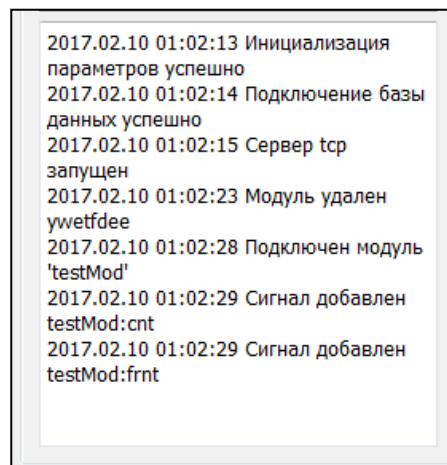 2017.02.10 01:02:13 Инициализация
параметров успешно
2017.02.10 01:02:14 Подключение базы
данных успешно
2017.02.10 01:02:15 Сервер tcp
запущен
2017.02.10 01:02:23 Модуль удален
ywetfdee
2017.02.10 01:02:28 Подключен модуль
'testMod'
2017.02.10 01:02:29 Сигнал добавлен
testMod:cnt
2017.02.10 01:02:29 Сигнал добавлен
testMod:frnt